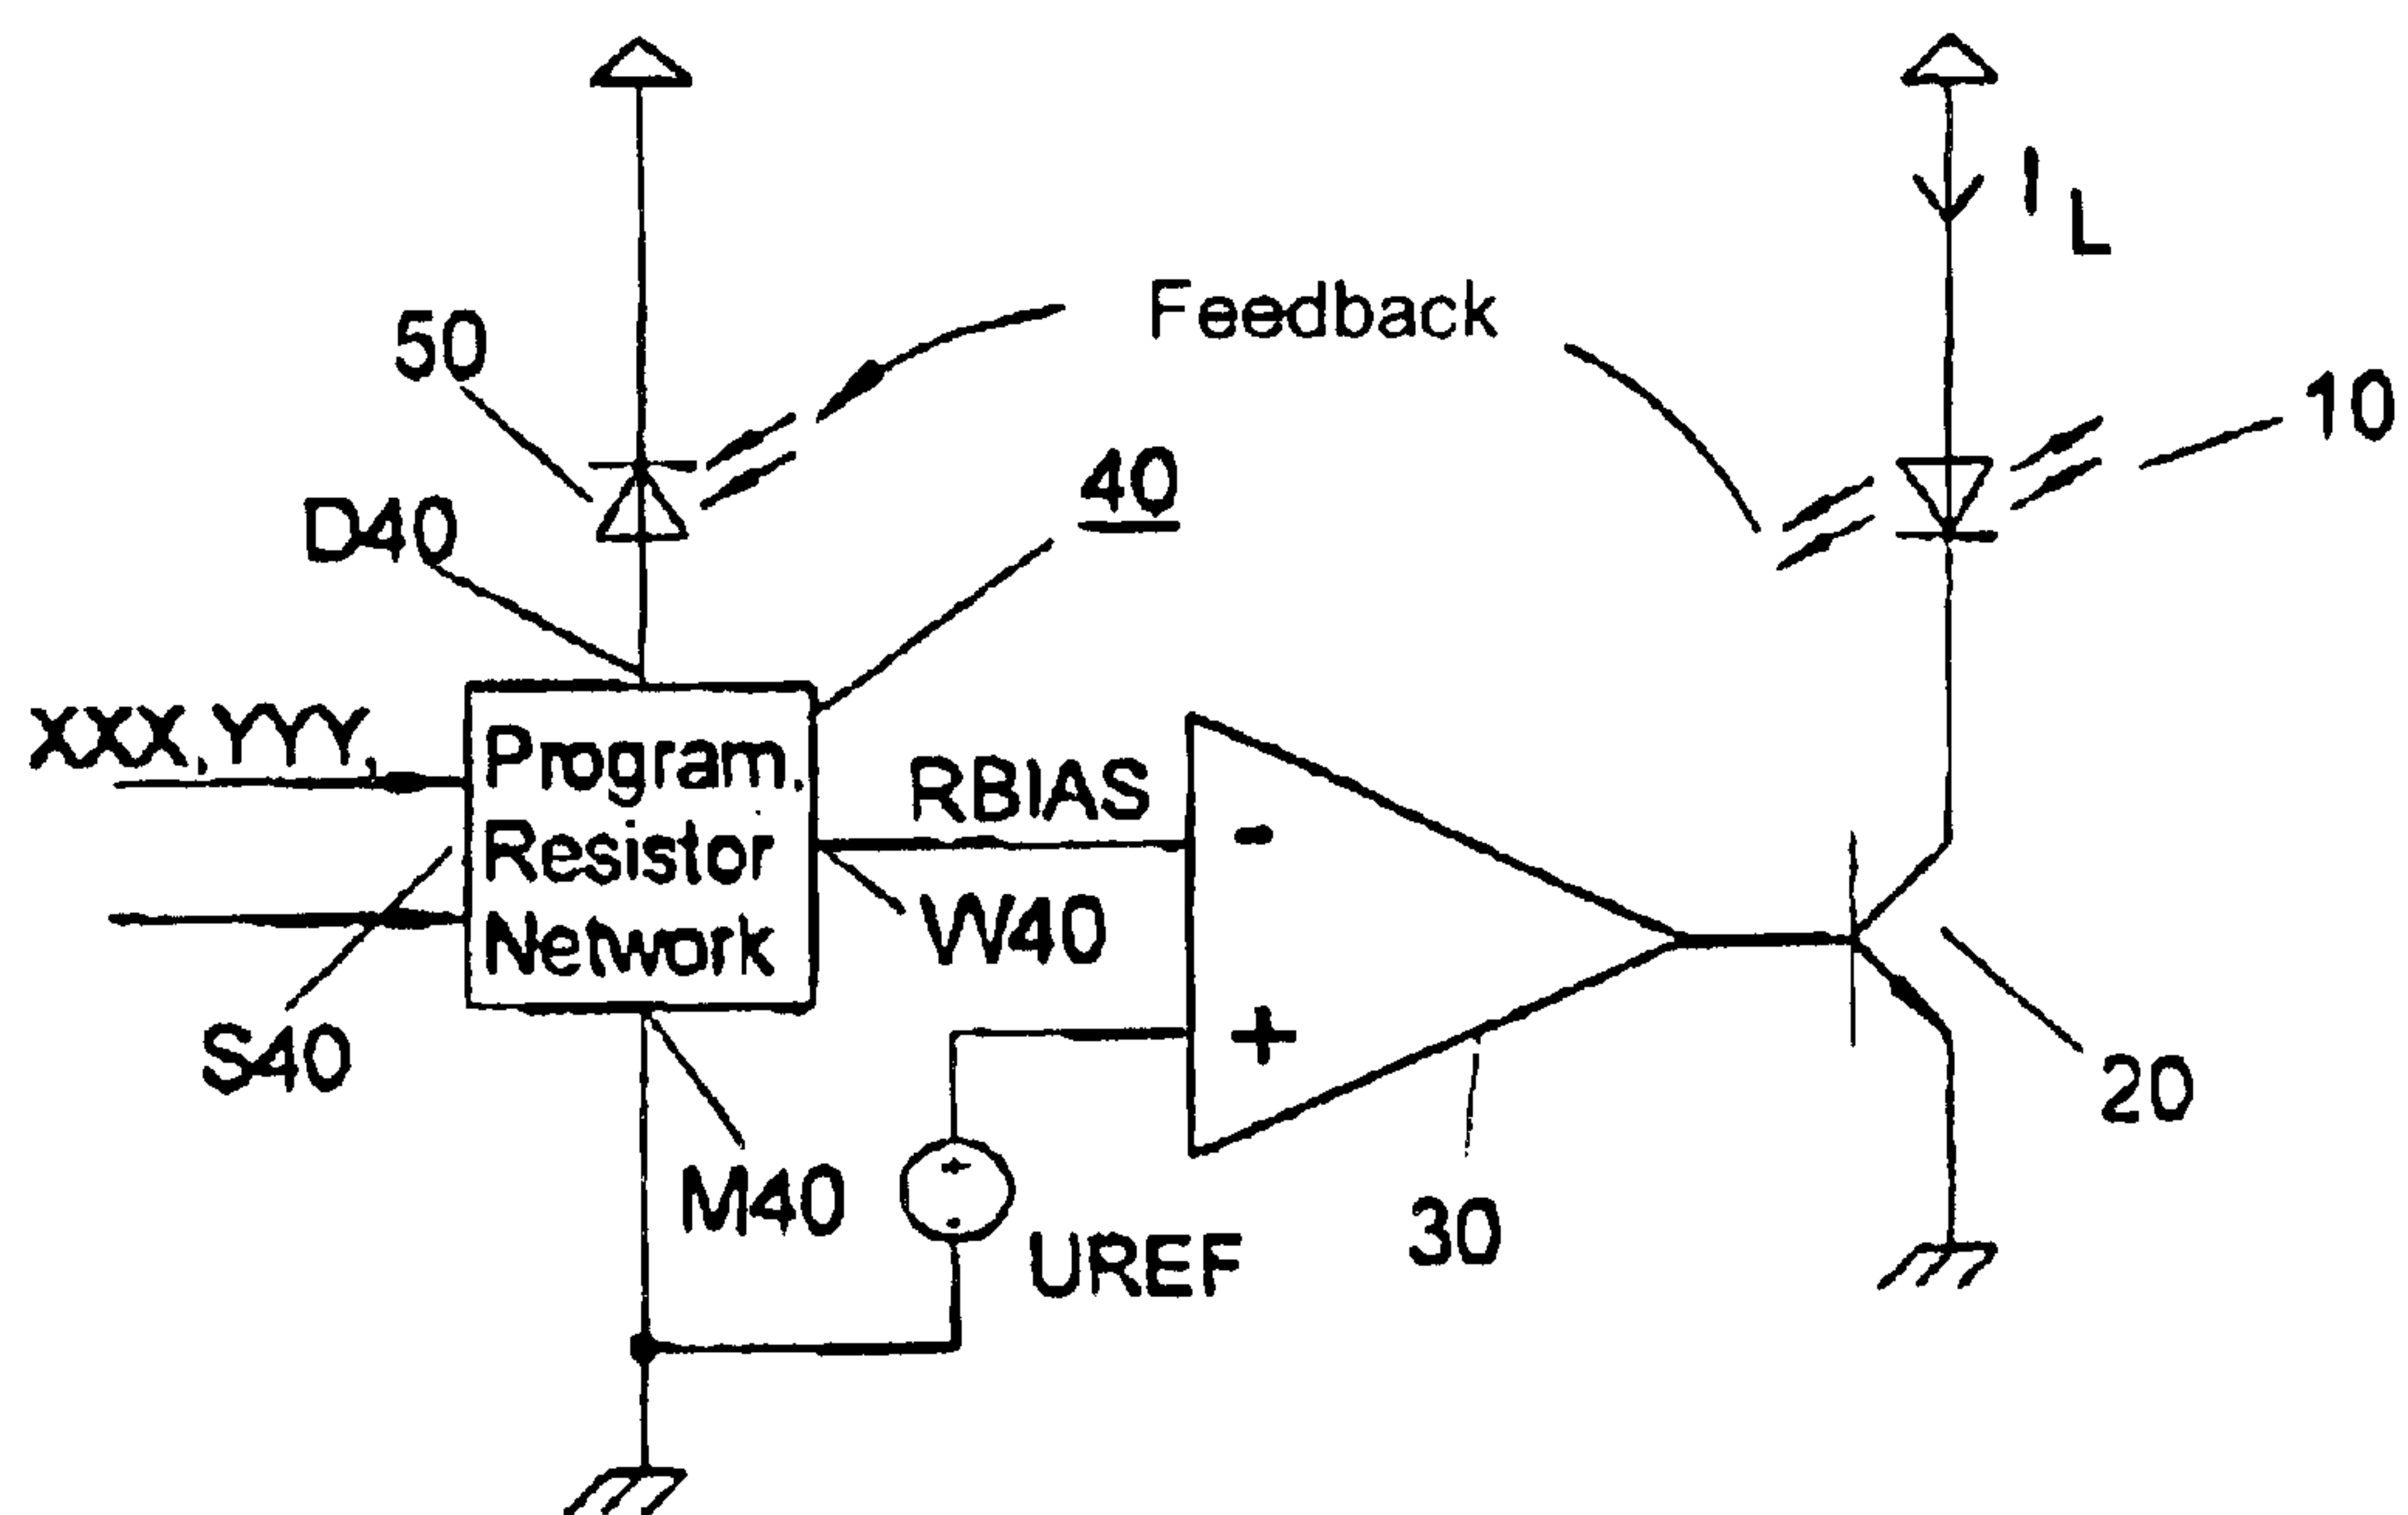 I L
Feedback
50
10
40
D40
XXX,YYY,
Program.
Resistor
Network
RBIAS
-
W40
+
S40
20
M40
+
UREF
30